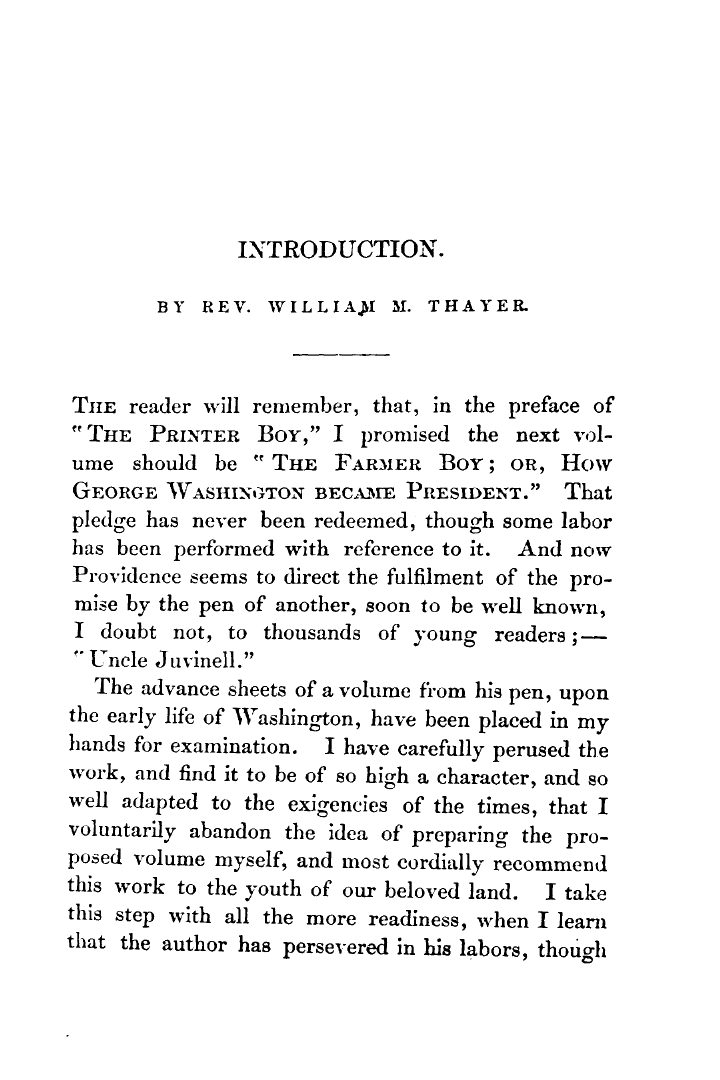 INTRODUCTION.
BY REV. WILLIAM M. THAYER.
THE reader will remember, that, in the preface of
"THE PRINTER BOY," I promised the next vol-
ume should be "THE FARMER BOY; OR, HOW
GEORGE WASHINGTON BECAME PRESIDENT." That
pledge has never been redeemed, though some labor
has been performed with reference to it. And now
Providence seems to direct the fulfilment of the pro-
mise by the pen of another, soon to be well known,
I doubt not, to thousands of young readers;—
"Uncle Juvinell."
The advance sheets of a volume from his pen, upon
the early life of Washington, have been placed in my
hands for examination. I have carefully perused the
work, and find it to be of so high a character, and so
well adapted to the exigencies of the times, that I
voluntarily abandon the idea of preparing the pro-
posed volume myself, and most cordially recommend
this work to the youth of our beloved land. I take
this step with all the more readiness, when I learn
that the author has persevered in his labors, though